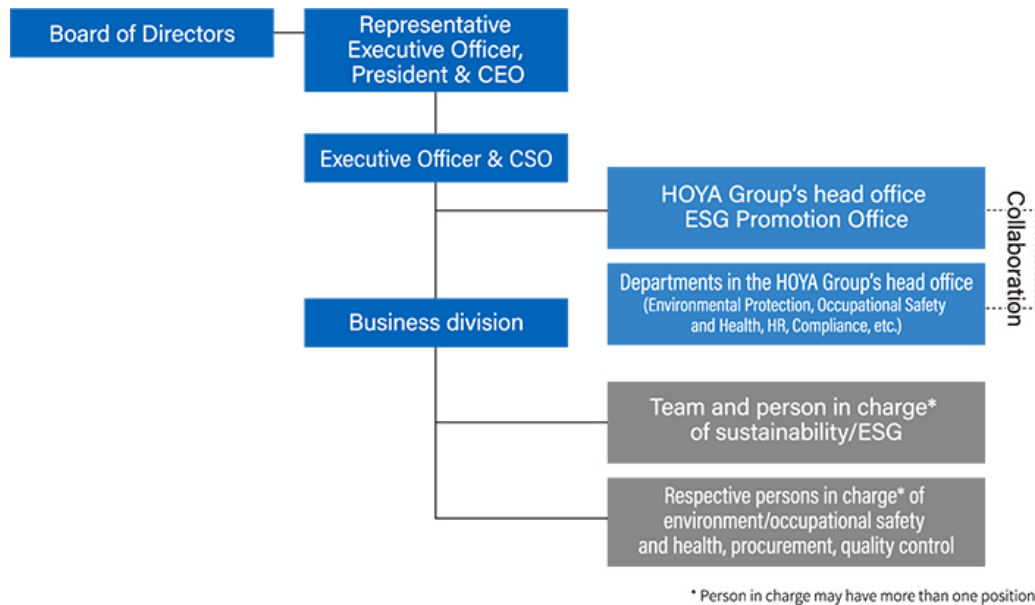 Board of Directors
Representative
Executive Officer,
President & CEO
Executive Officer & CSO
HOYA Group's head office
ESG Promotion Office
Collaboration
Departments in the HOYA Group's head office
(Environmental Protection, Occupational Safety
and Health, HR, Compliance, etc.)
Business division
Team and person in charge*
of sustainability/ESG
Respective persons in charge* of
environment/occupational safety
and health, procurement, quality control
* Person in charge may have more than one position